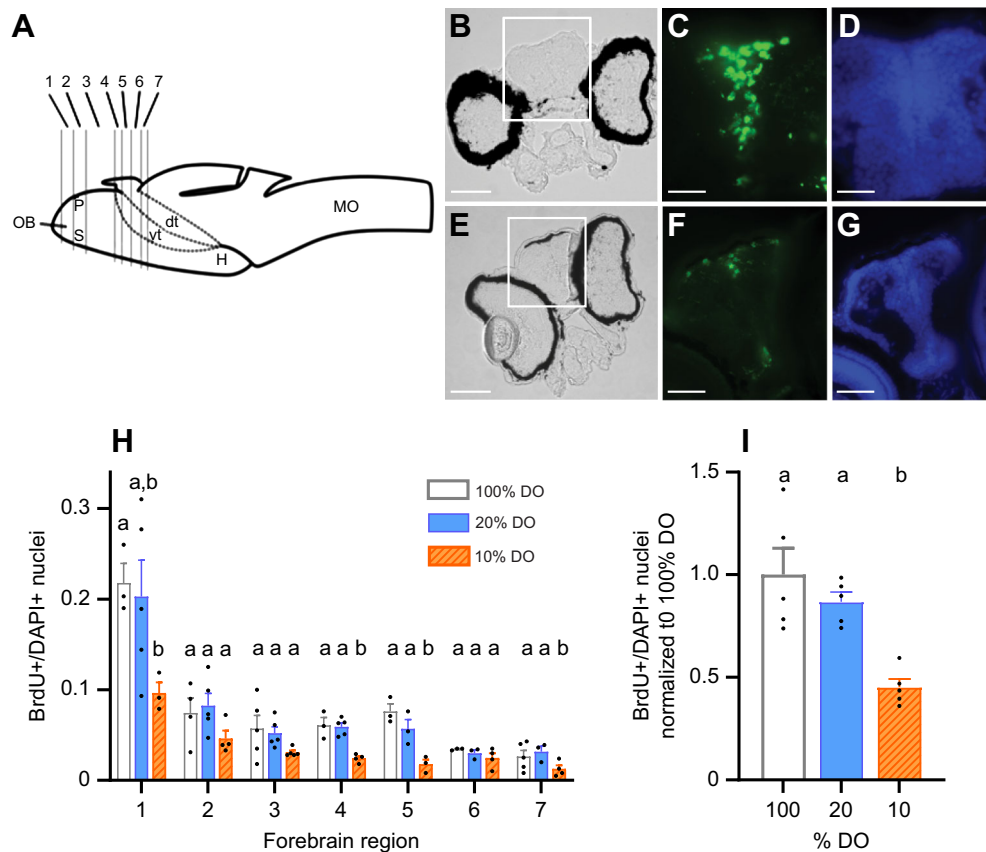 A
1 2 3 4 5 6 7
OB
P
S
dt
vt
H
MO
B
C
D
E
F
G
H
BrdU+/DAPI+ nuclei
0.3
0.2
0.1
0
a
a,b
b
a a a
a a a
a a b
a a b
a a a
a a b
100% DO
20% DO
10% DO
1 2 3 4 5 6 7
Forebrain region
I
BrdU+/DAPI+ nuclei
normalized t0 100% DO
1.5
1.0
0.5
0
a a b
100 20 10
% DO